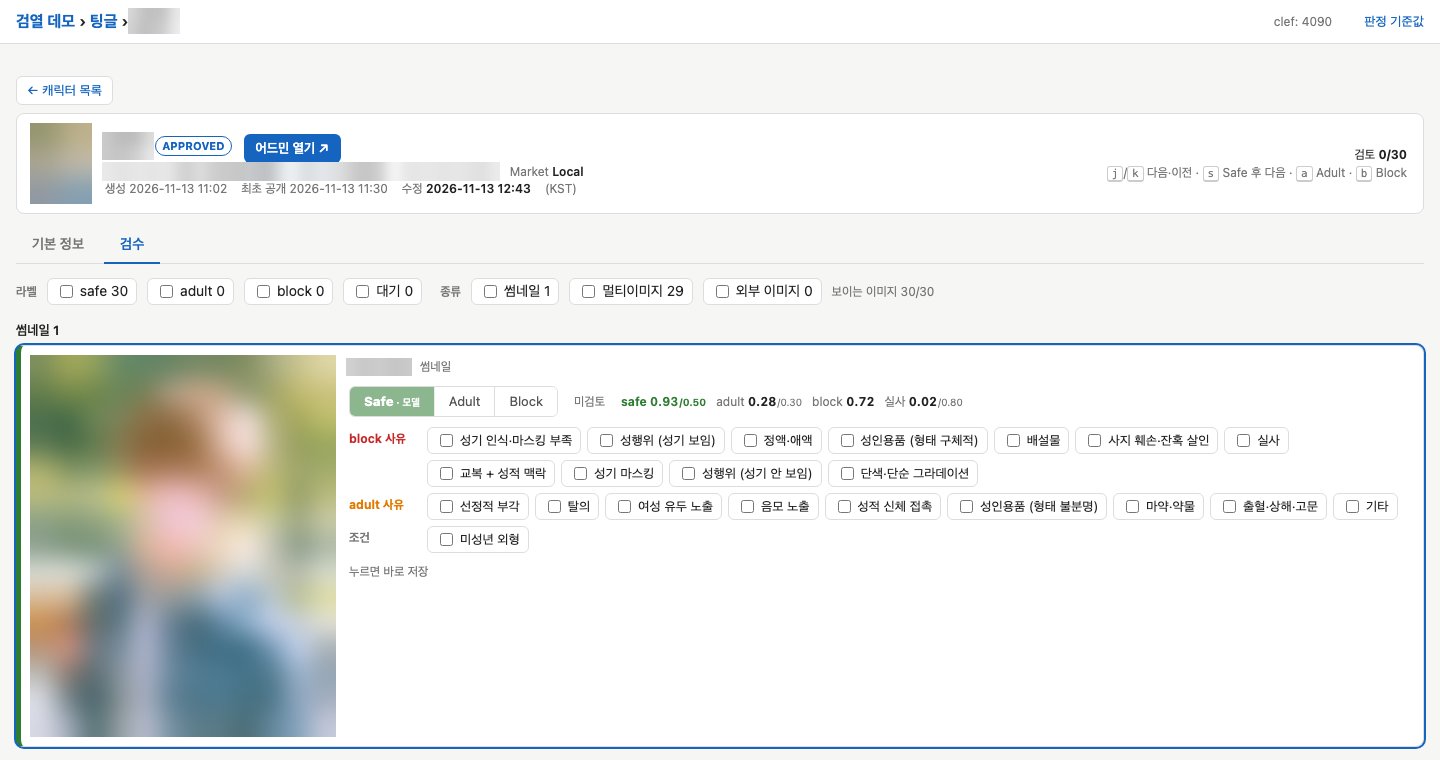 검열 데모 › 팅글 ›
clef: 4090
판정 기준값
← 캐릭터 목록
APPROVED
어드민 열기 ↗
Market Local
생성 2026-11-13 11:02 최초 공개 2026-11-13 11:30 수정 2026-11-13 12:43 (KST)
검토 0/30
j/k 다음·이전 · s Safe 후 다음 · a Adult · b Block
기본 정보 검수
라벨 safe 30 adult 0 block 0 대기 0 종류 썸네일 1 멀티이미지 29 외부 이미지 0 보이는 이미지 30/30
썸네일 1
썸네일
Safe · 모델 Adult Block 미검토 safe 0.93/0.50 adult 0.28/0.30 block 0.72 실사 0.02/0.80
block 사유 성기 인식·마스킹 부족 성행위 (성기 보임) 정액·애액 성인용품 (형태 구체적) 배설물 사지 훼손·잔혹 살인 실사
교복 + 성적 맥락 성기 마스킹 성행위 (성기 안 보임) 단색·단순 그라데이션
adult 사유 선정적 부각 탈의 여성 유두 노출 음모 노출 성적 신체 접촉 성인용품 (형태 불분명) 마약·약물 출혈·상해·고문 기타
조건 미성년 외형
누르면 바로 저장